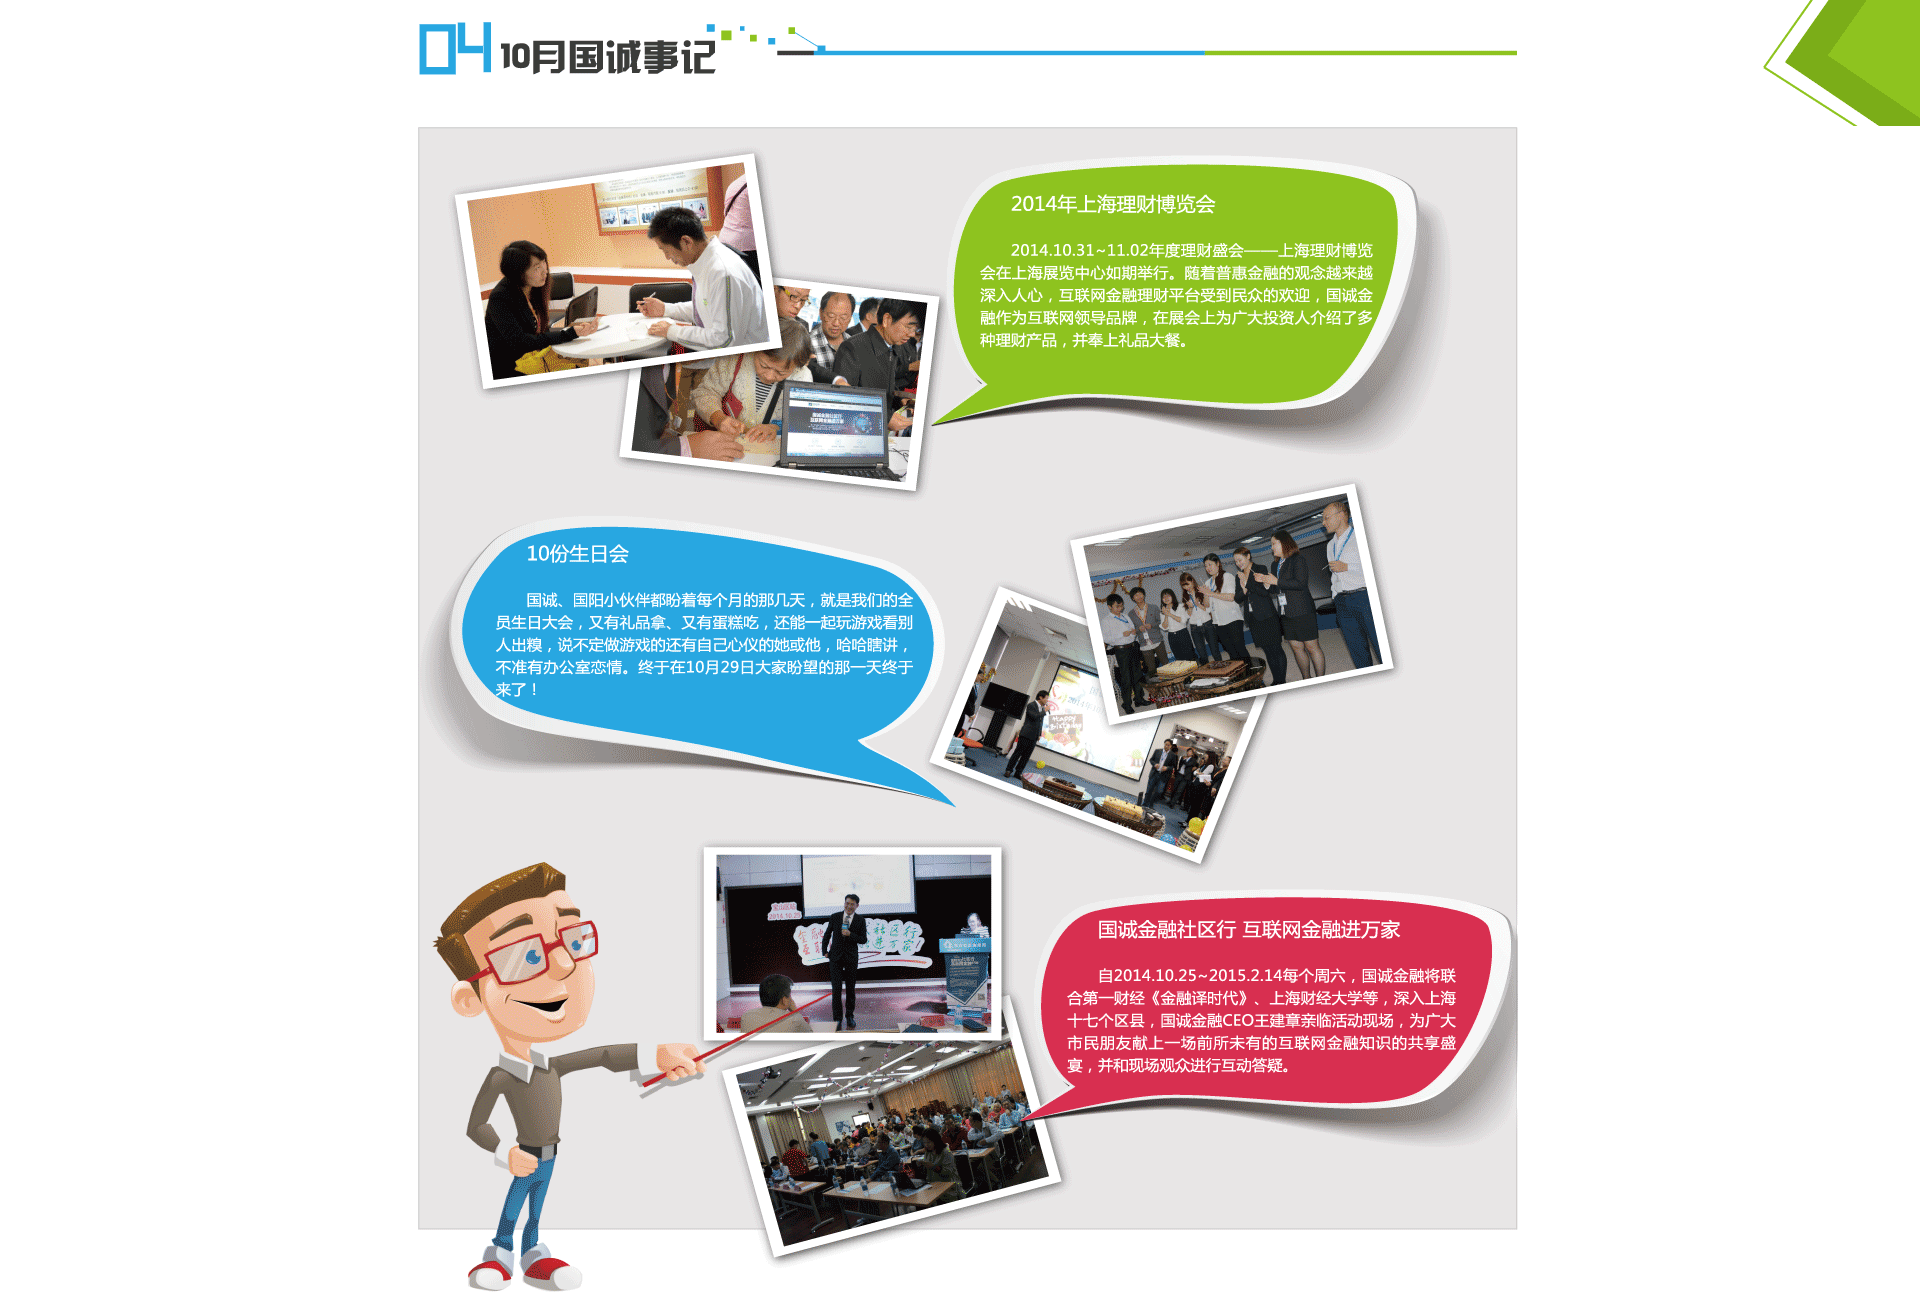 04 10月国诚事记
2014年上海理财博览会
2014.10.31~11.02年度理财盛会——上海理财博览
会在上海展览中心如期举行。随着普惠金融的观念越来越
深入人心，互联网金融理财平台受到民众的欢迎，国诚金
融作为互联网领导品牌，在展会上为广大投资人介绍了多
种理财产品，并奉上礼品大餐。
10份生日会
国诚、国阳小伙伴都盼着每个月的那几天，就是我们的全
员生日大会，又有礼品拿、又有蛋糕吃，还能一起玩游戏看别
人出糗，说不定做游戏的还有自己心仪的她或他，哈哈瞎讲，
不准有办公室恋情。终于在10月29日大家盼望的那一天终于
来了！
国诚金融社区行 互联网金融进万家
自2014.10.25~2015.2.14每个周六，国诚金融将联
合第一财经《金融译时代》、上海财经大学等，深入上海
十七个区县，国诚金融CEO王建章亲临活动现场，为广大
市民朋友献上一场前所未有的互联网金融知识的共享盛
宴，并和现场观众进行互动答疑。